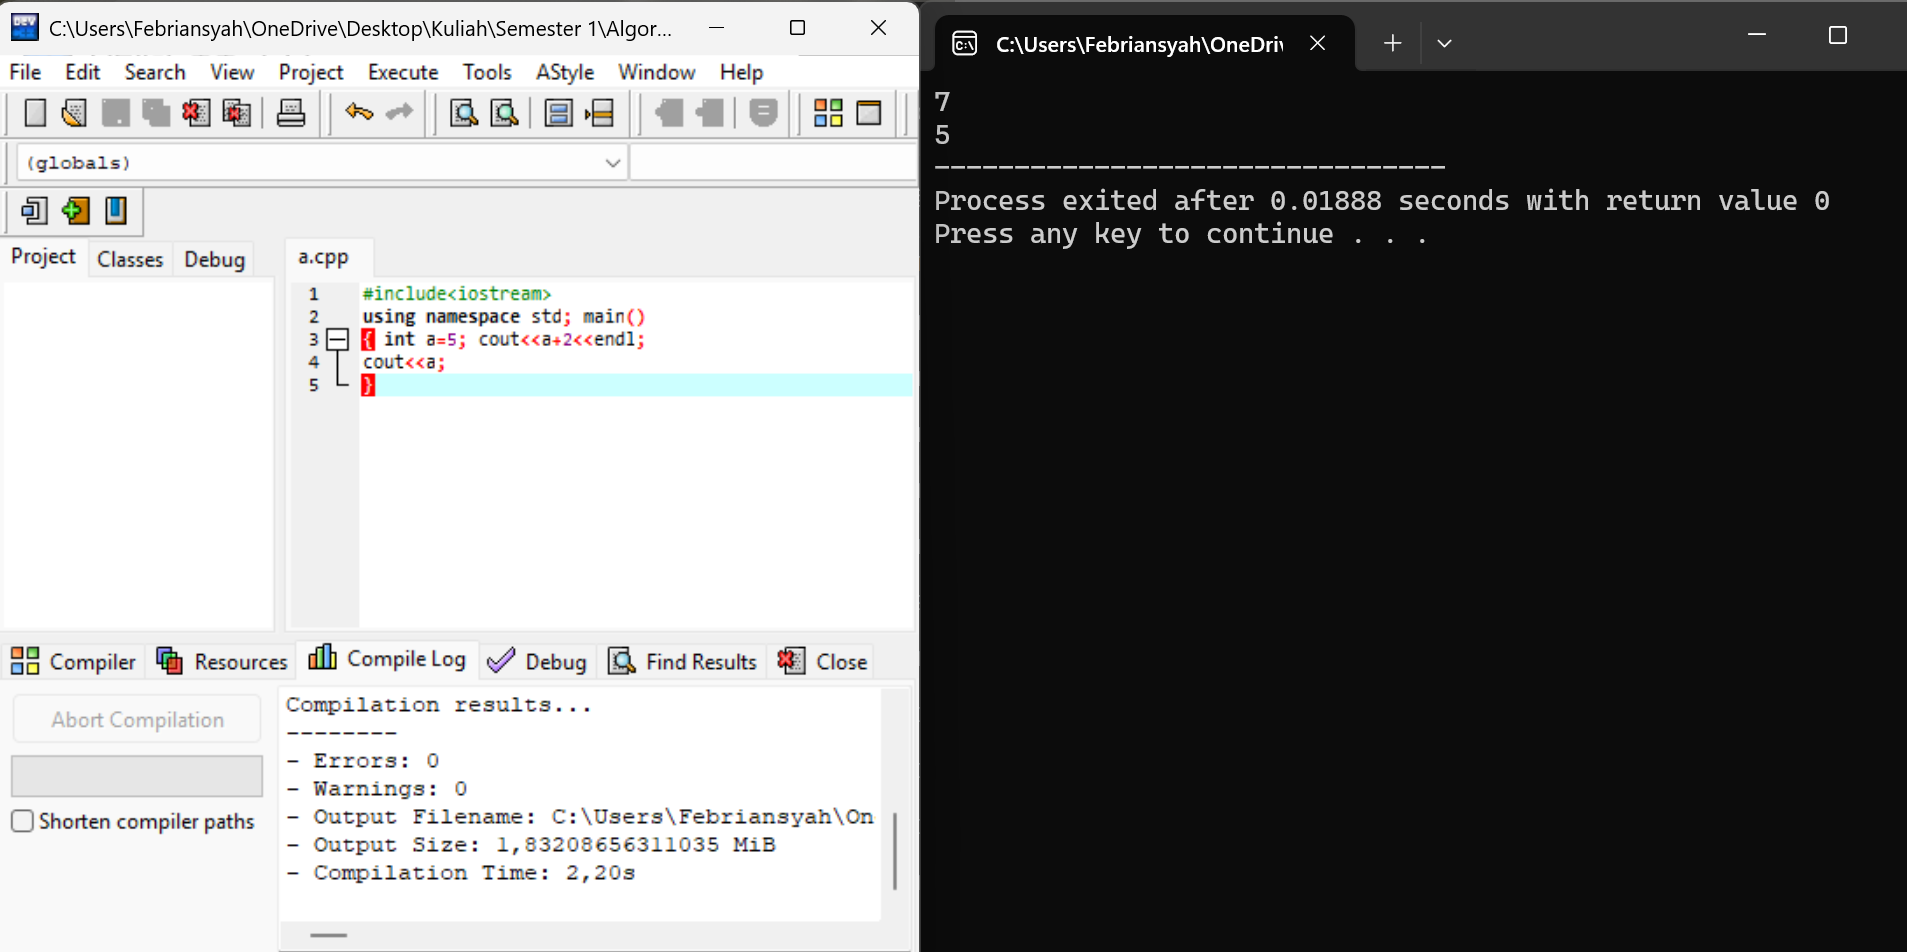 C:\Users\Febriansyah\OneDrive\Desktop\Kuliah\Semester 1\Algor...
File Edit Search View Project Execute Tools AStyle Window Help
(globals)
Project Classes Debug
a.cpp
1 #include<iostream>
2 using namespace std; main()
3 { int a=5; cout<<a+2<<endl;
4 cout<<a;
5 }
Compiler Resources Compile Log Debug Find Results Close
Abort Compilation
Shorten compiler paths
Compilation results...
--------
- Errors: 0
- Warnings: 0
- Output Filename: C:\Users\Febriansyah\On
- Output Size: 1,83208656311035 MiB
- Compilation Time: 2,20s
C:\Users\Febriansyah\OneDri
7
5
--------------------------------
Process exited after 0.01888 seconds with return value 0
Press any key to continue . . .